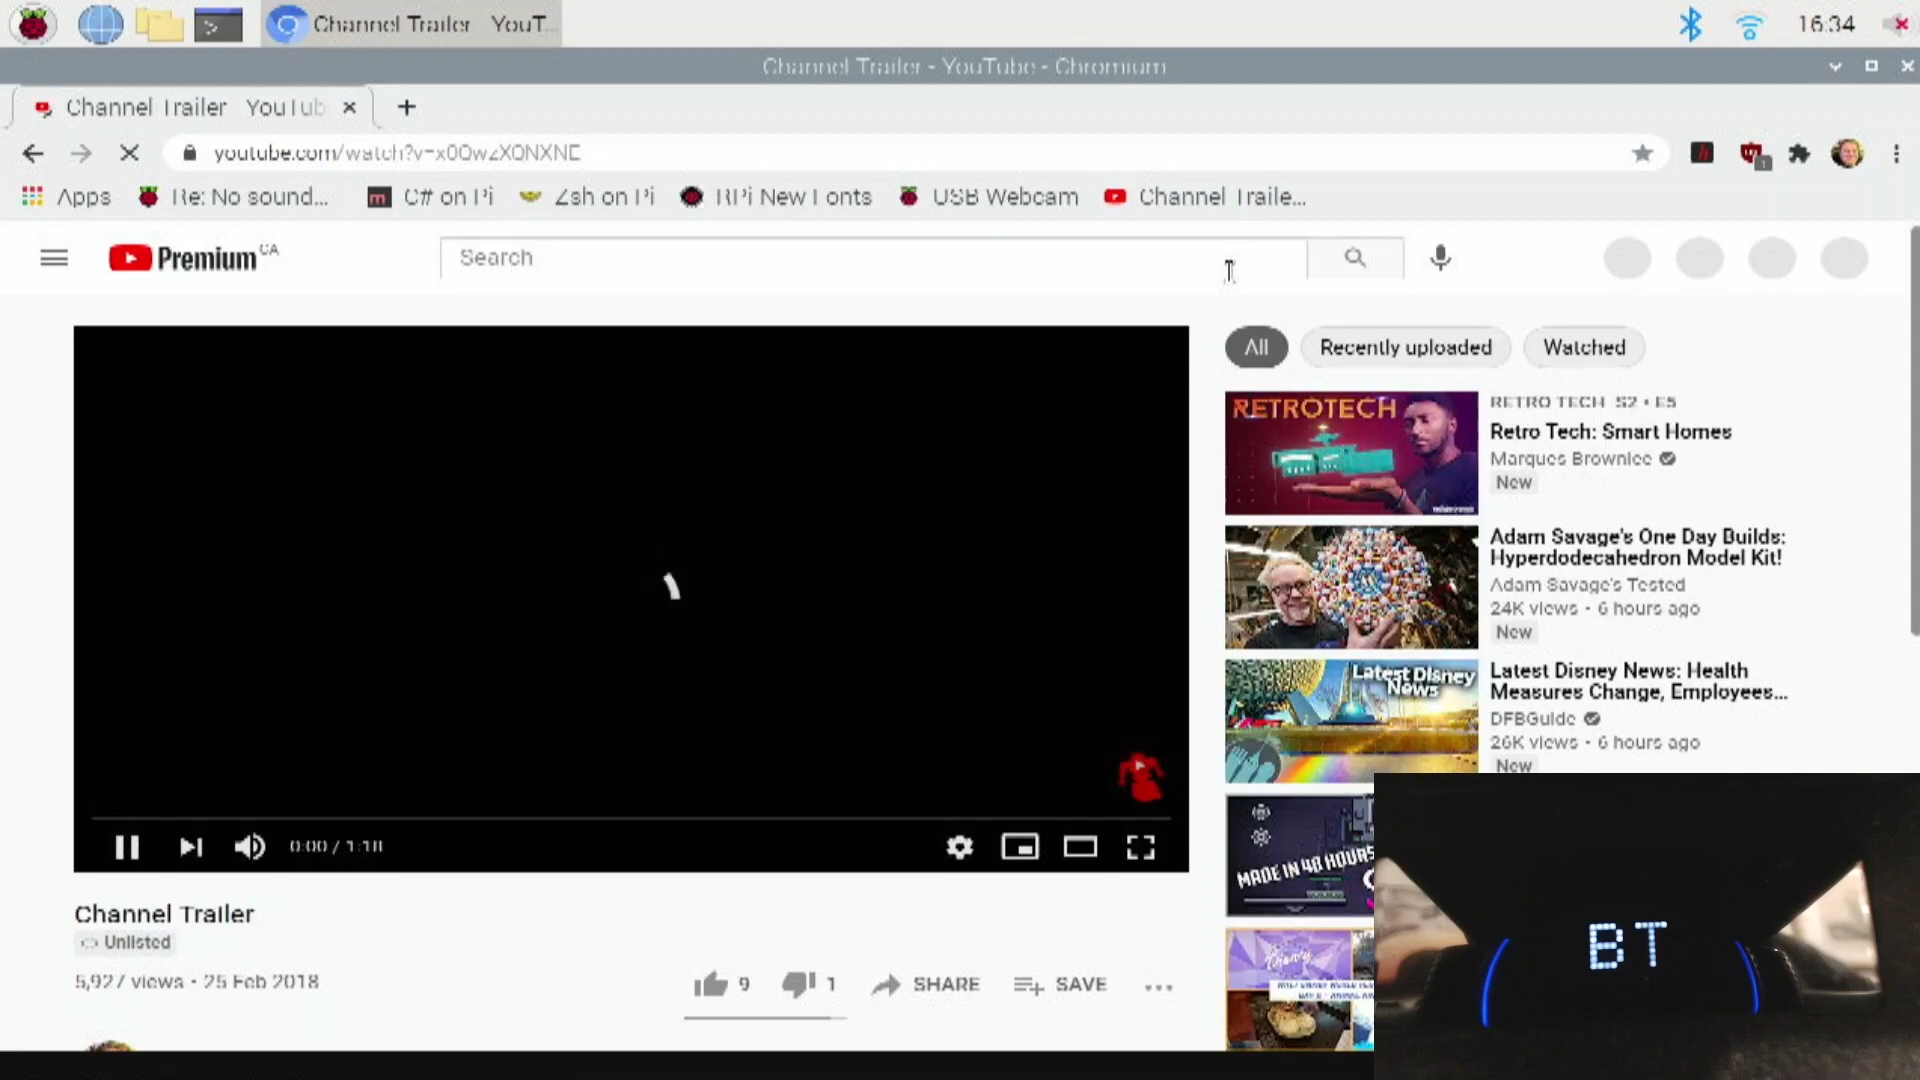 Channel Trailer YouT...
16:34
Channel Trailer - YouTube - Chromium
Channel Trailer YouTub
youtube.com/watch?v=x0QwzX0NXNE
Apps
Re: No sound...
C# on Pi
Zsh on Pi
RPi New Fonts
USB Webcam
Channel Traile...
Premium CA
Search
All
Recently uploaded
Watched
RETROTECH
RETRO TECH S2 • E5
Retro Tech: Smart Homes
Marques Brownlee
New
Adam Savage's One Day Builds:
Hyperdodecahedron Model Kit!
Adam Savage's Tested
24K views • 6 hours ago
New
Latest Disney
News
Latest Disney News: Health
Measures Change, Employees...
DFBGuide
26K views • 6 hours ago
New
MADE IN 48 HOURS
Disney
0:00 / 1:18
Channel Trailer
Unlisted
5,927 views • 25 Feb 2018
9
1
SHARE
SAVE
BT